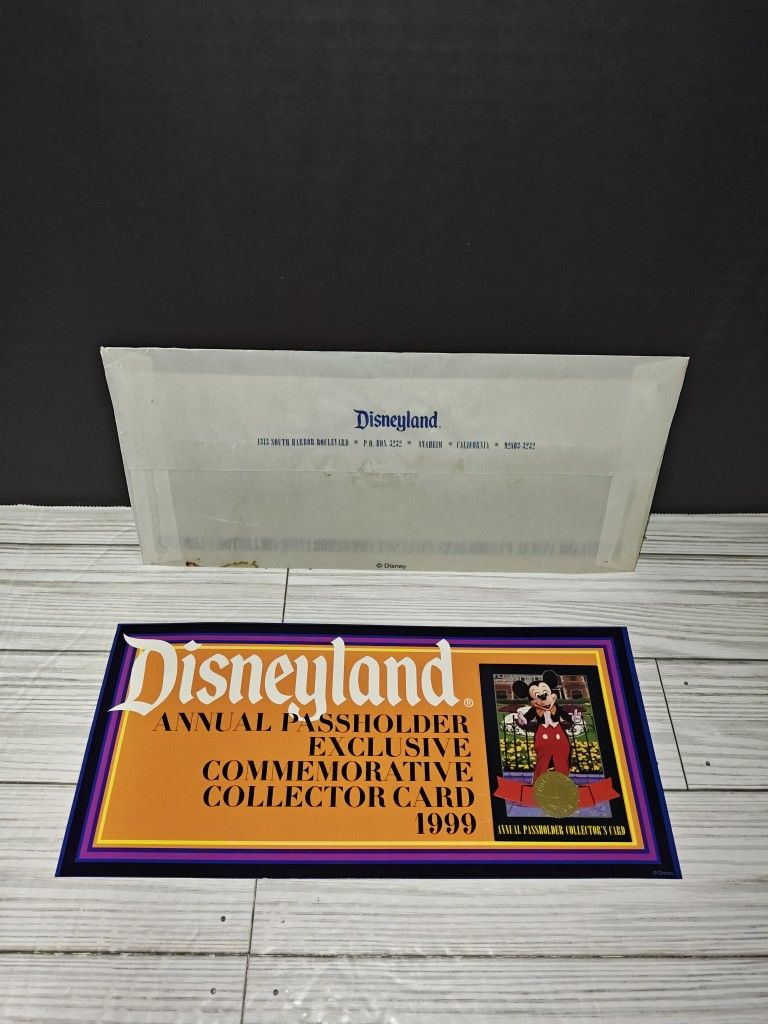 Disneyland.
1313 SOUTH HARBOR BOULEVARD * P.O. BOX 3232 * ANAHEIM * CALIFORNIA * 92803-3232
© Disney
Disneyland®
ANNUAL PASSHOLDER
EXCLUSIVE
COMMEMORATIVE
COLLECTOR CARD
1999
ANNUAL PASSHOLDER COLLECTOR'S CARD
© Disney